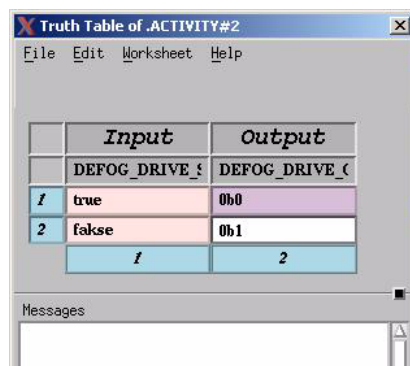 Truth Table of .ACTIVITY#2
File Edit Worksheet Help
Input Output
DEFOG_DRIVE_S DEFOG_DRIVE_(
1 true 0b0
2 fakse 0b1
1 2
Messages